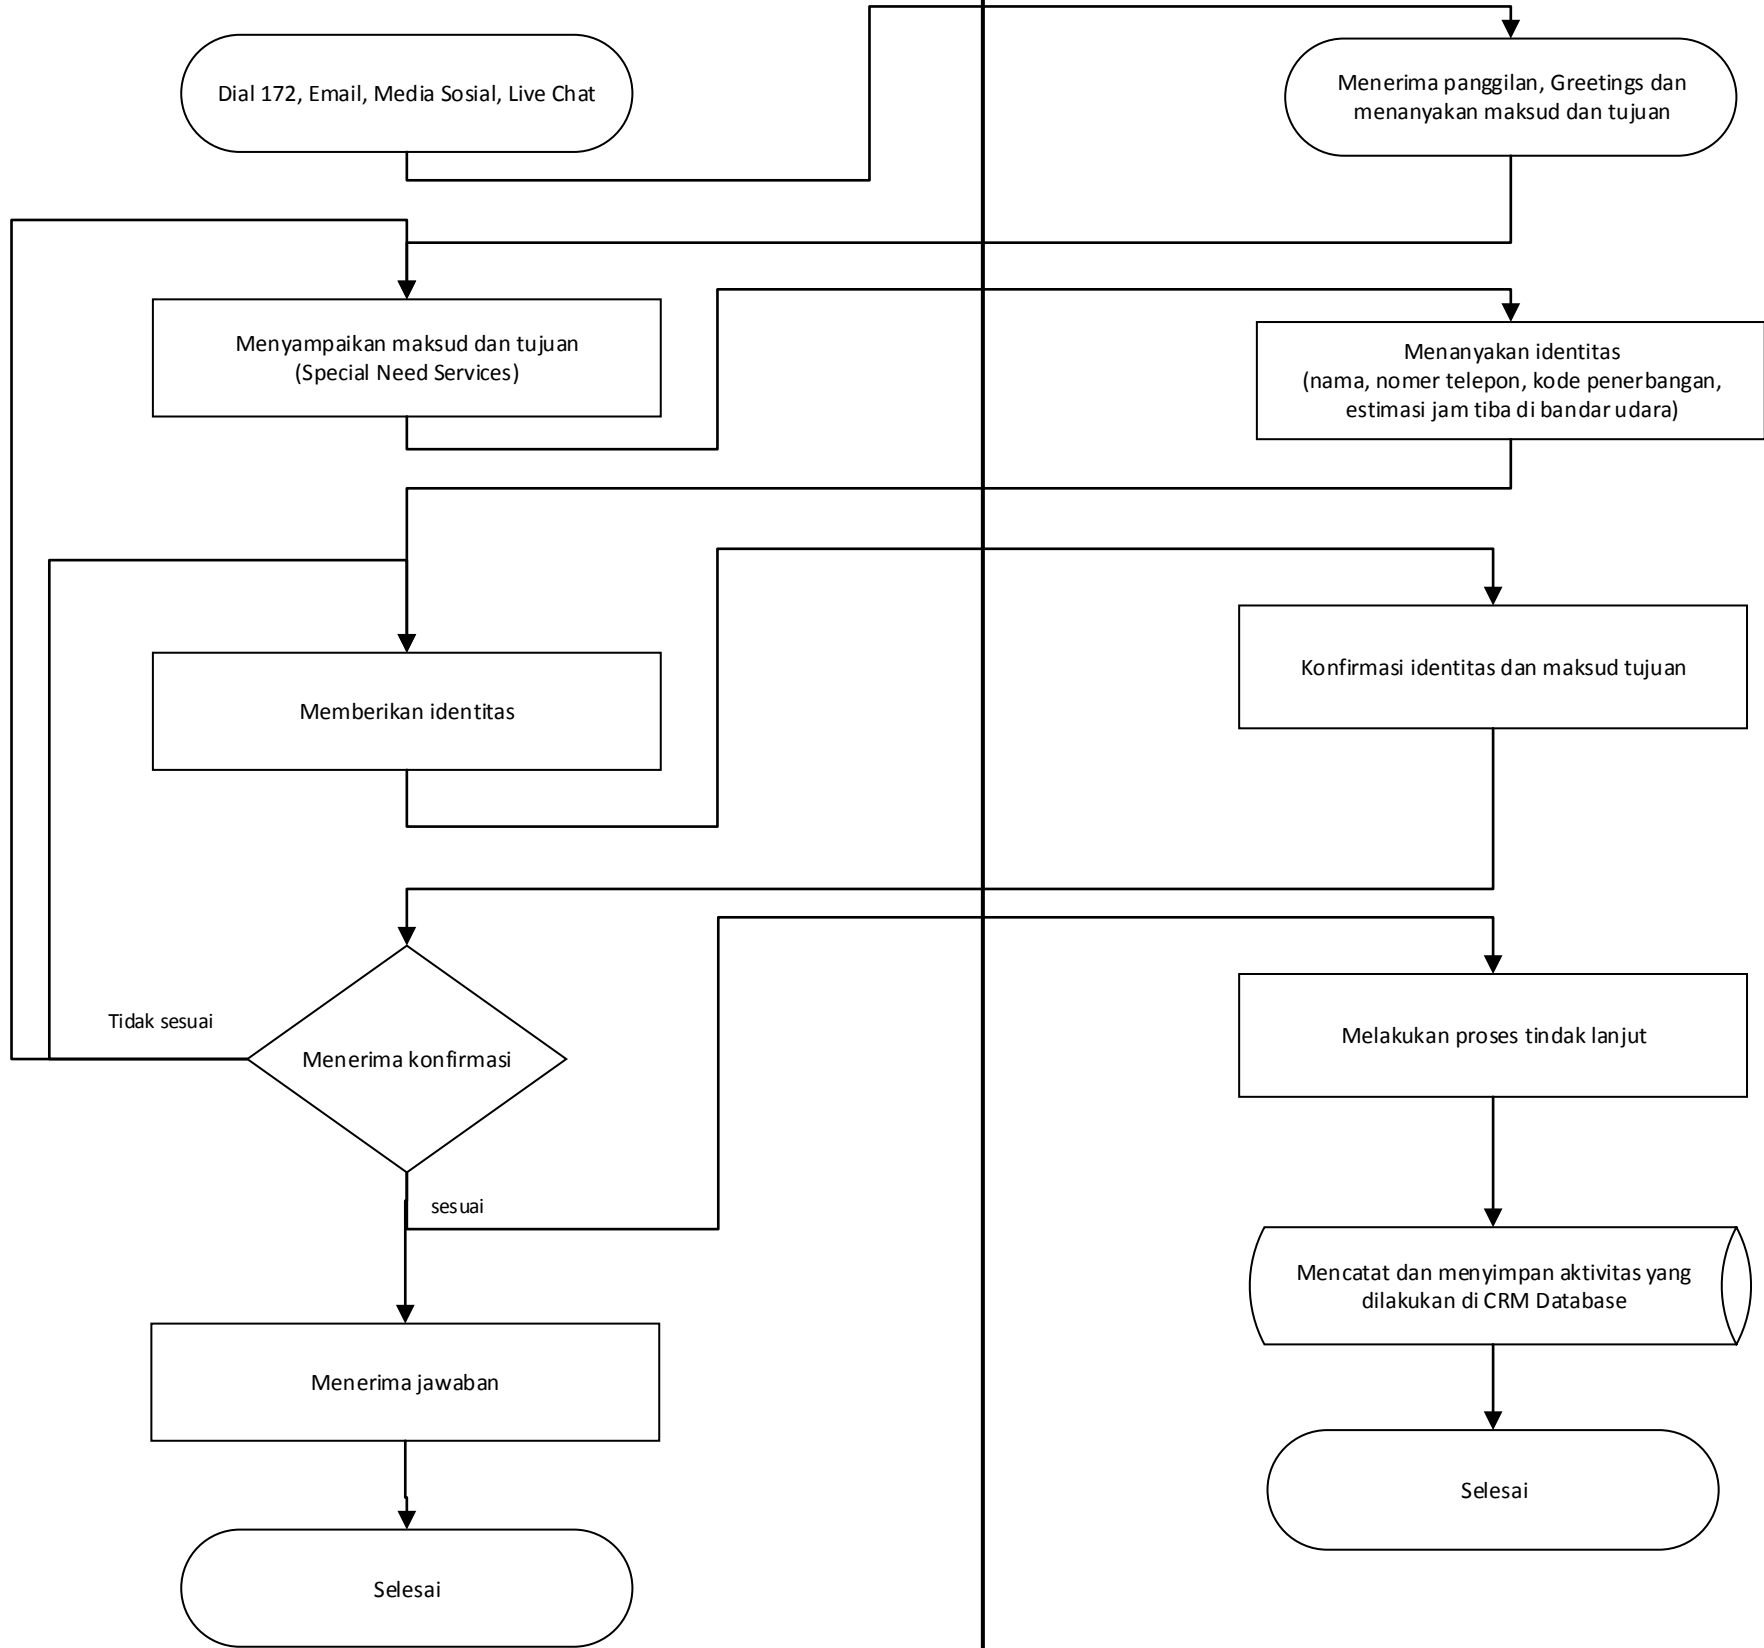 Dial 172, Email, Media Sosial, Live Chat
Menerima panggilan, Greetings dan
menanyakan maksud dan tujuan
Menyampaikan maksud dan tujuan
(Special Need Services)
Menanyakan identitas
(nama, nomer telepon, kode penerbangan,
estimasi jam tiba di bandar udara)
Memberikan identitas
Konfirmasi identitas dan maksud tujuan
Tidak sesuai
Menerima konfirmasi
sesuai
Melakukan proses tindak lanjut
Menerima jawaban
Mencatat dan menyimpan aktivitas yang
dilakukan di CRM Database
Selesai
Selesai